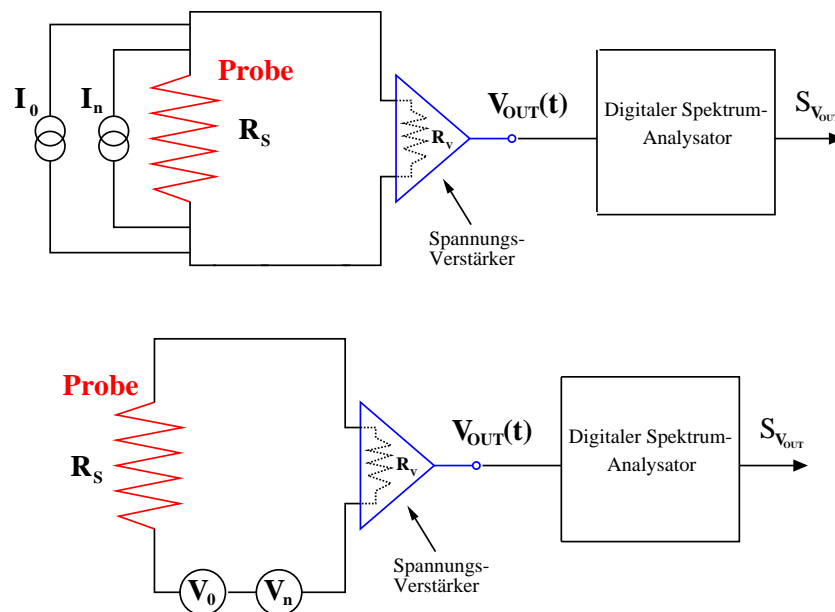 I0
In
Probe
RS
Rv
VOUT(t)
Digitaler Spektrum-
Analysator
SVOUT
Spannungs-
Verstärker
Probe
RS
Rv
VOUT(t)
Digitaler Spektrum-
Analysator
SVOUT
Spannungs-
Verstärker
V0
Vn